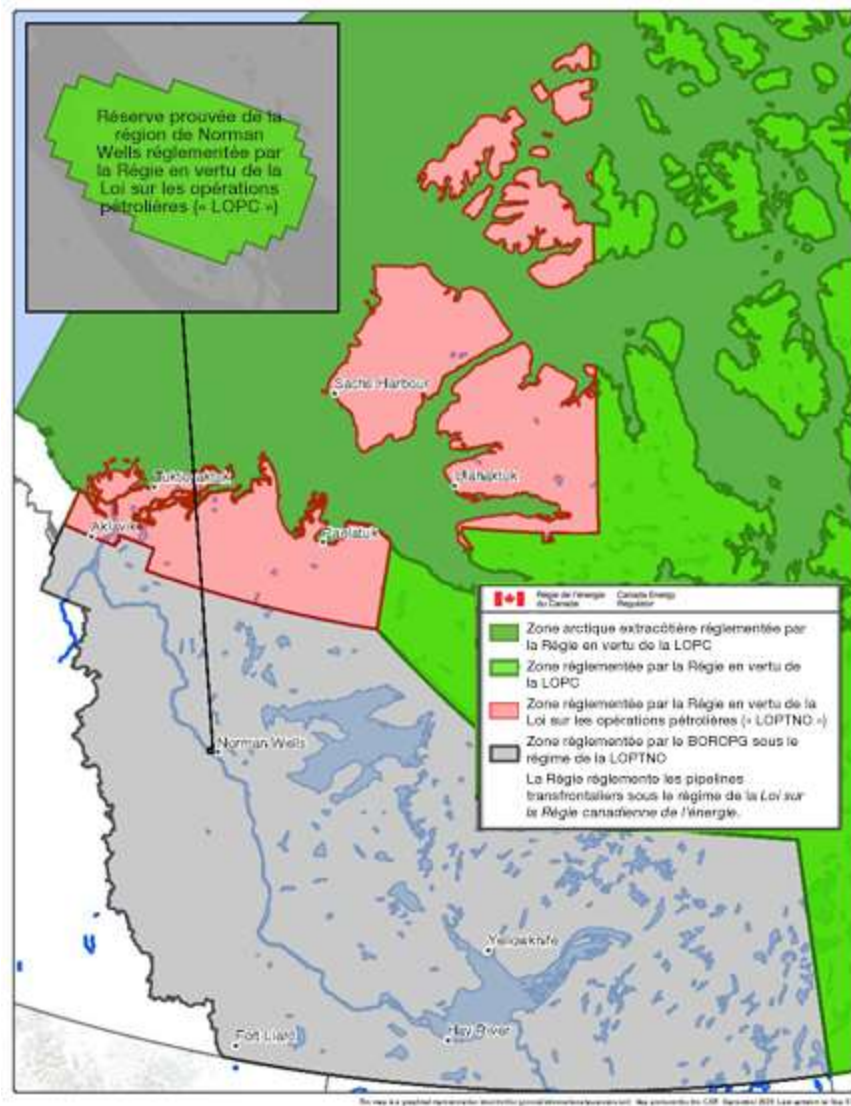 Réserve prouvée de la
région de Norman
Wells réglementée par
la Régie en vertu de la
Loi sur les opérations
pétrolières (« LOPC »)
Sachs Harbour
Tuktoyaktuk
Ulahaktuk
Aklavik
Paulatuk
Régie de l'énergie
du Canada
Canada Energy
Regulator
Zone arctique extracôtière réglementée par
la Régie en vertu de la LOPC
Zone réglementée par la Régie en vertu de
la LOPC
Zone réglementée par la Régie en vertu de la
Loi sur les opérations pétrolières (« LOPTNO »)
Zone réglementée par le BOROPG sous le
régime de la LOPTNO
La Régie réglemente les pipelines
transfrontaliers sous le régime de la Loi sur
la Régie canadienne de l'énergie.
Norman Wells
Yellowknife
Hay River
Fort Liard